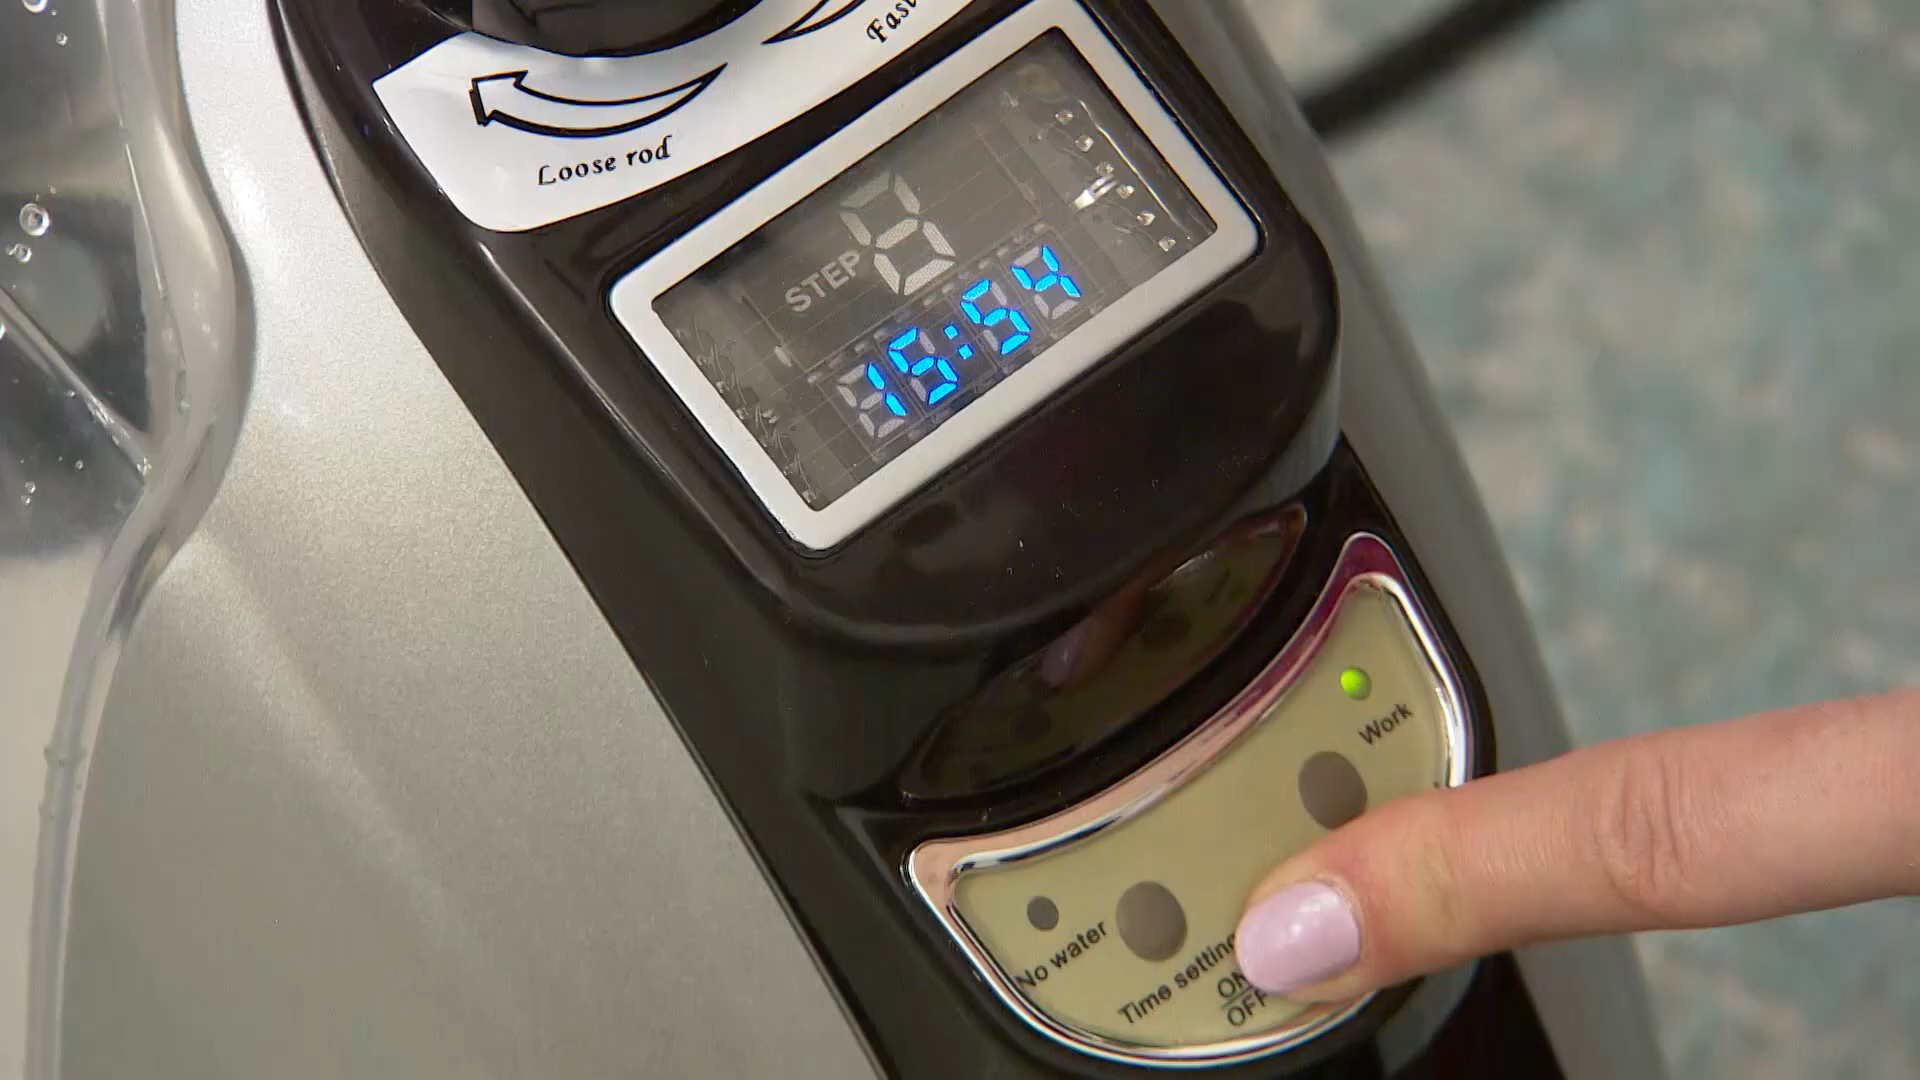 Fast
Loose rod
STEP
15:54
Work
No water
Time setting
ON
OFF